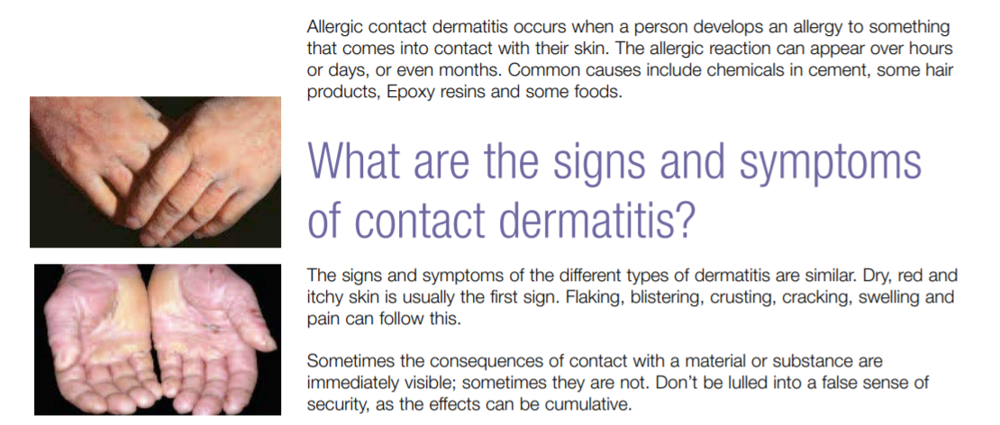 Allergic contact dermatitis occurs when a person develops an allergy to something
that comes into contact with their skin. The allergic reaction can appear over hours
or days, or even months. Common causes include chemicals in cement, some hair
products, Epoxy resins and some foods.
What are the signs and symptoms
of contact dermatitis?
The signs and symptoms of the different types of dermatitis are similar. Dry, red and
itchy skin is usually the first sign. Flaking, blistering, crusting, cracking, swelling and
pain can follow this.
Sometimes the consequences of contact with a material or substance are
immediately visible; sometimes they are not. Don’t be lulled into a false sense of
security, as the effects can be cumulative.